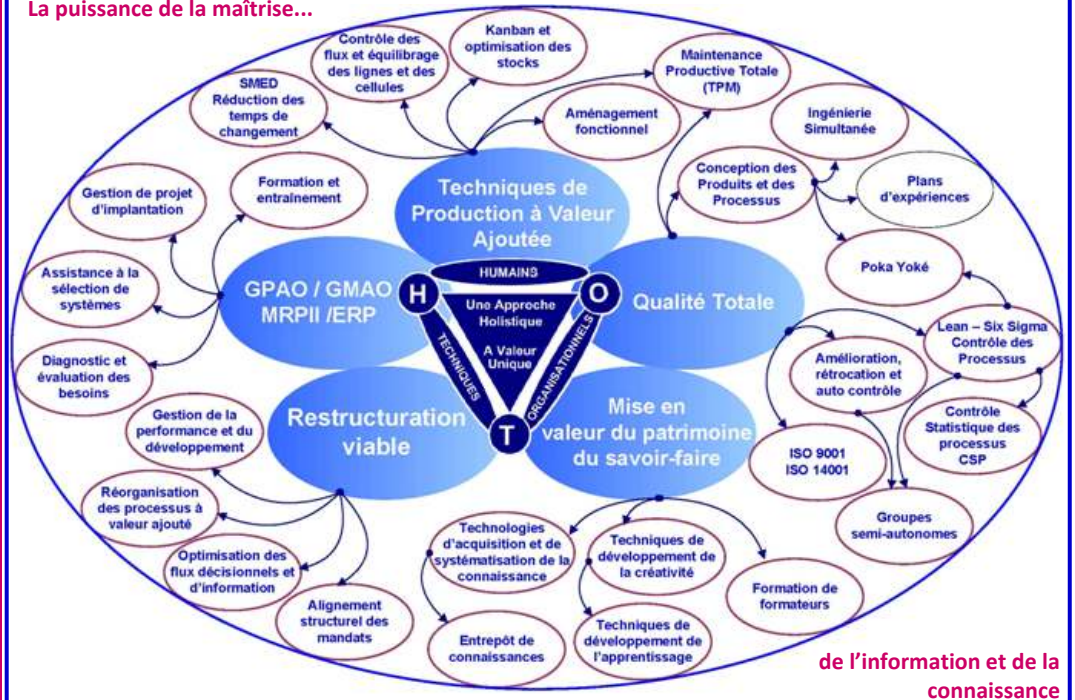 La puissance de la maîtrise...
Kanban et
optimisation des
stocks
Contrôle des
flux et équilibrage
des lignes et des
cellules
Maintenance
Productive Totale
(TPM)
SMED
Réduction des
temps de
changement
Aménagement
fonctionnel
Ingénierie
Simultanée
Conception des
Produits et des
Processus
Plans
d'expériences
Gestion de projet
d'implantation
Formation et
entraînement
Techniques de
Production à Valeur
Ajoutée
Poka Yoké
Assistance à la
sélection de
systèmes
GPAO / GMAO
MRPII /ERP
H
HUMAINS
O
Une Approche
Holistique
A Valeur
Unique
TECHNIQUES
ORGANISATIONNELS
T
Qualité Totale
Lean – Six Sigma
Contrôle des
Processus
Diagnostic et
évaluation des
besoins
Amélioration,
rétrocation et
auto contrôle
Gestion de la
performance et du
développement
Restructuration
viable
Mise en
valeur du patrimoine
du savoir-faire
Contrôle
Statistique des
processus
CSP
ISO 9001
ISO 14001
Réorganisation
des processus à
valeur ajouté
Groupes
semi-autonomes
Optimisation des
flux décisionnels et
d'information
Technologies
d'acquisition et de
systématisation de la
connaissance
Techniques de
développement de
la créativité
Formation de
formateurs
Alignement
structurel des
mandats
Entrepôt de
connaissances
Techniques de
développement de
l'apprentissage
de l'information et de la
connaissance